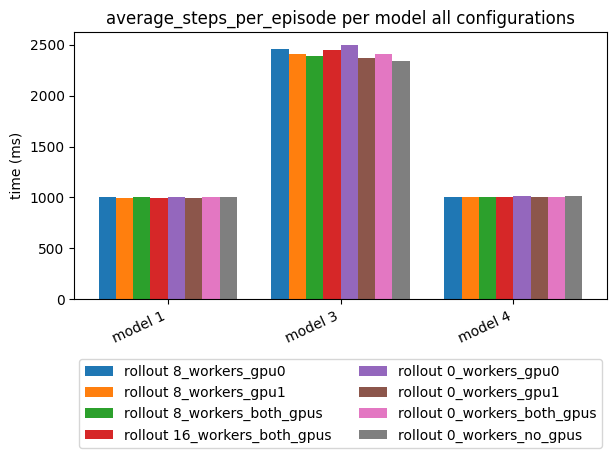 average_steps_per_episode per model all configurations
time (ms)
2500
2000
1500
1000
500
0
model 1
model 3
model 4
rollout 8_workers_gpu0
rollout 8_workers_gpu1
rollout 8_workers_both_gpus
rollout 16_workers_both_gpus
rollout 0_workers_gpu0
rollout 0_workers_gpu1
rollout 0_workers_both_gpus
rollout 0_workers_no_gpus